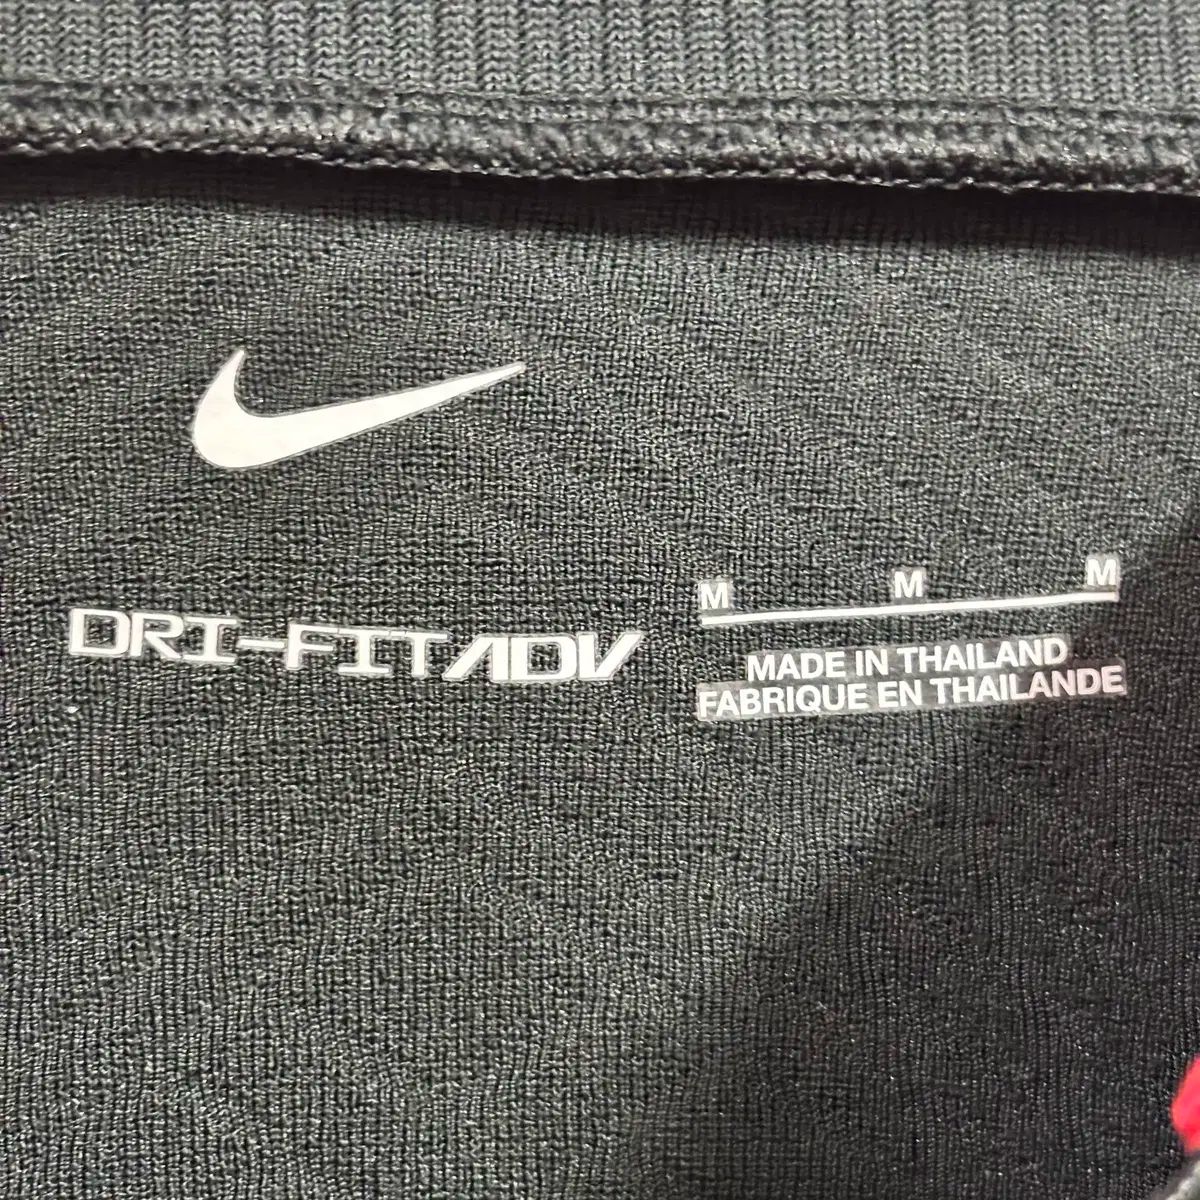 DRI-FIT ADV
M M M
MADE IN THAILAND
FABRIQUE EN THAILANDE